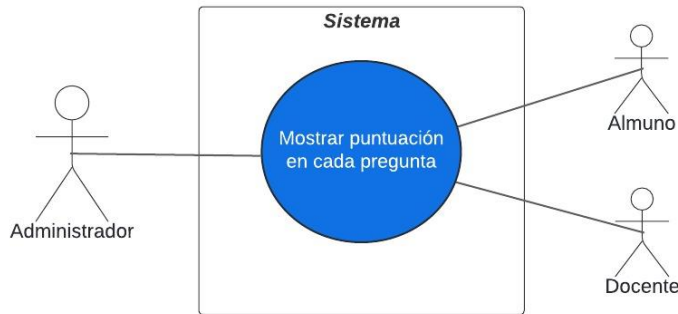 Sistema
Mostrar puntuación
en cada pregunta
Administrador
Almuno
Docente